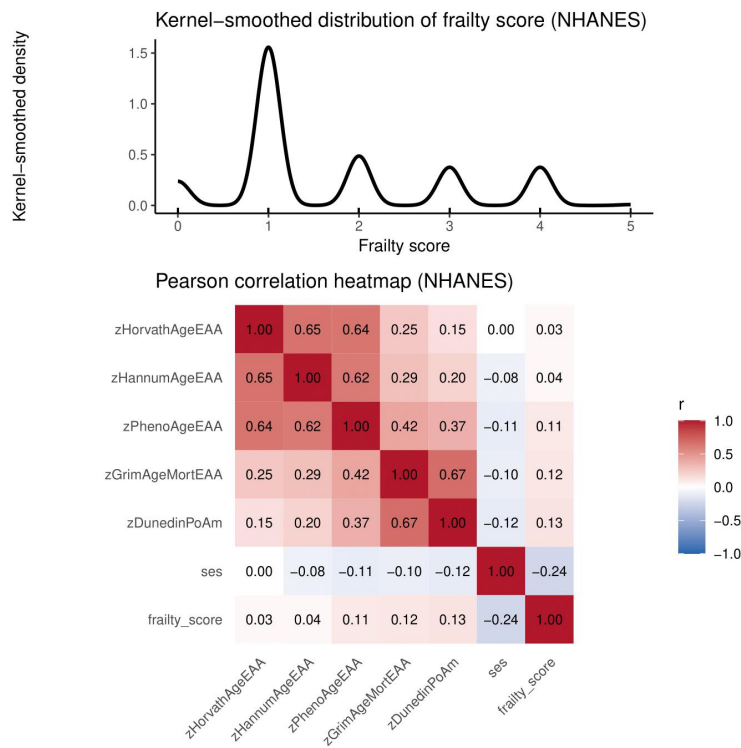 Kernel−smoothed distribution of frailty score (NHANES)
Kernel−smoothed density
1.5
1.0
0.5
0.0
0 1 2 3 4 5
Frailty score
Pearson correlation heatmap (NHANES)
zHorvathAgeEAA 1.00 0.65 0.64 0.25 0.15 0.00 0.03
zHannumAgeEAA 0.65 1.00 0.62 0.29 0.20 −0.08 0.04
zPhenoAgeEAA 0.64 0.62 1.00 0.42 0.37 −0.11 0.11
zGrimAgeMortEAA 0.25 0.29 0.42 1.00 0.67 −0.10 0.12
zDunedinPoAm 0.15 0.20 0.37 0.67 1.00 −0.12 0.13
ses 0.00 −0.08 −0.11 −0.10 −0.12 1.00 −0.24
frailty_score 0.03 0.04 0.11 0.12 0.13 −0.24 1.00
zHorvathAgeEAA zHannumAgeEAA zPhenoAgeEAA zGrimAgeMortEAA zDunedinPoAm ses frailty_score
r
1.0
0.5
0.0
−0.5
−1.0